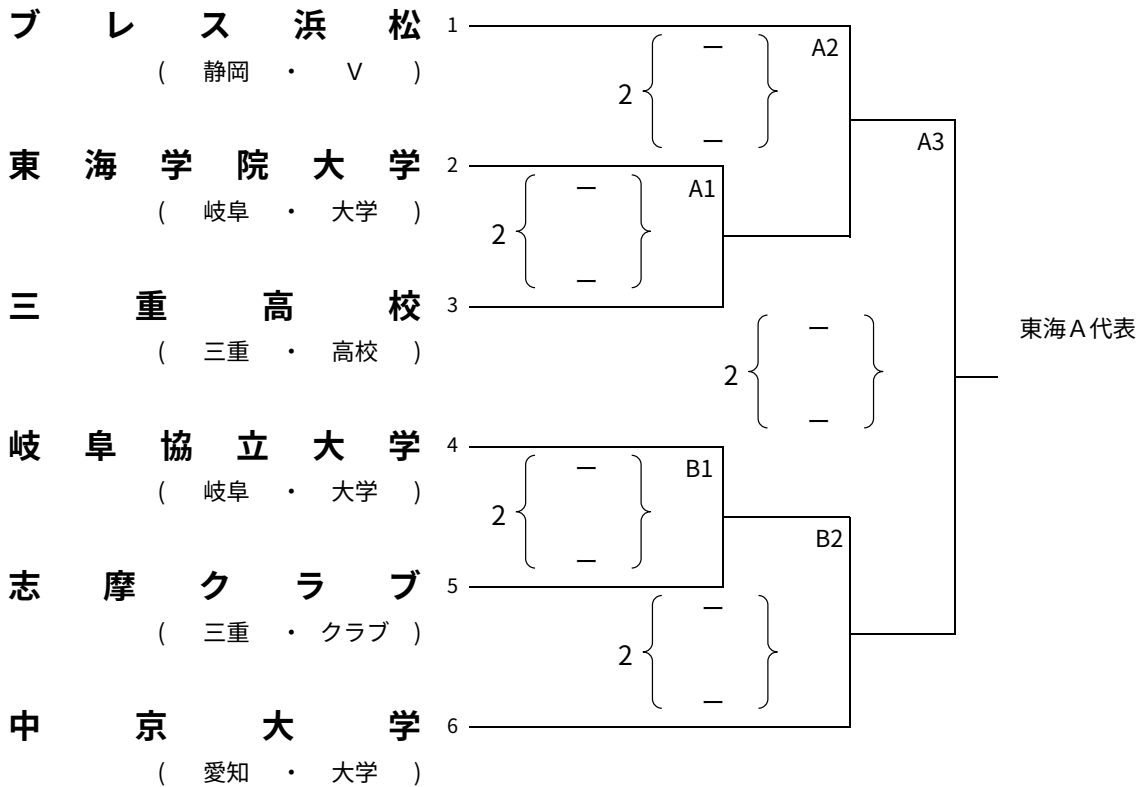 ブレス浜松 1
A2
( 静岡 ・ V )
2 { ー ー }
A3
東海学院大学 2
A1
( 岐阜 ・ 大学 )
2 { ー ー }
三重高校 3
東海A代表
( 三重 ・ 高校 )
2 { ー ー }
岐阜協立大学 4
B1
( 岐阜 ・ 大学 )
2 { ー ー }
B2
志摩クラブ 5
( 三重 ・ クラブ )
2 { ー ー }
中京大学 6
( 愛知 ・ 大学 )